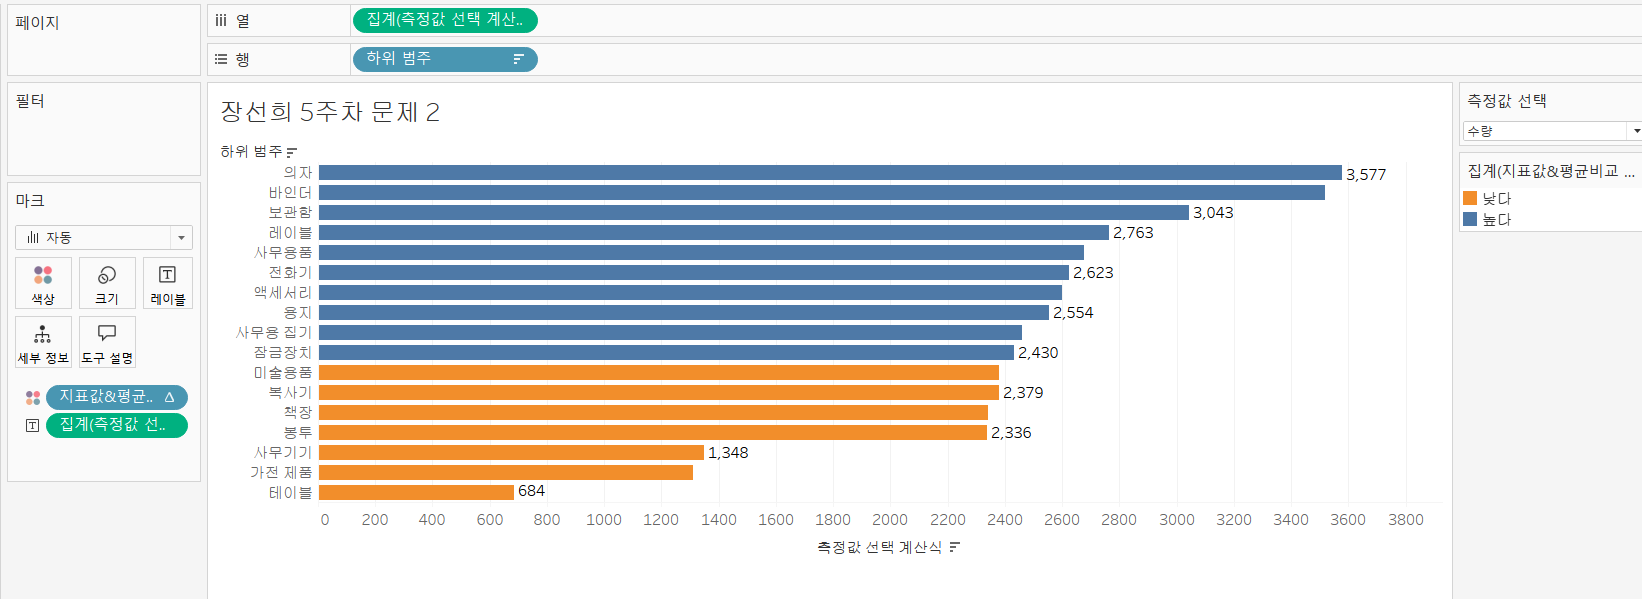 페이지
열
집계(측정값 선택 계산..
행
하위 범주
필터
마크
자동
색상
크기
레이블
세부 정보
도구 설명
지표값&평균..
집계(측정값 선..
장선희 5주차 문제 2
하위 범주
의자 3,577
바인더
보관함 3,043
레이블 2,763
사무용품
전화기 2,623
액세서리
용지 2,554
사무용 집기
잠금장치 2,430
미술용품
복사기 2,379
책장
봉투 2,336
사무기기 1,348
가전 제품
테이블 684
0 200 400 600 800 1000 1200 1400 1600 1800 2000 2200 2400 2600 2800 3000 3200 3400 3600 3800
측정값 선택 계산식
측정값 선택
수량
집계(지표값&평균비교 ...
낮다
높다